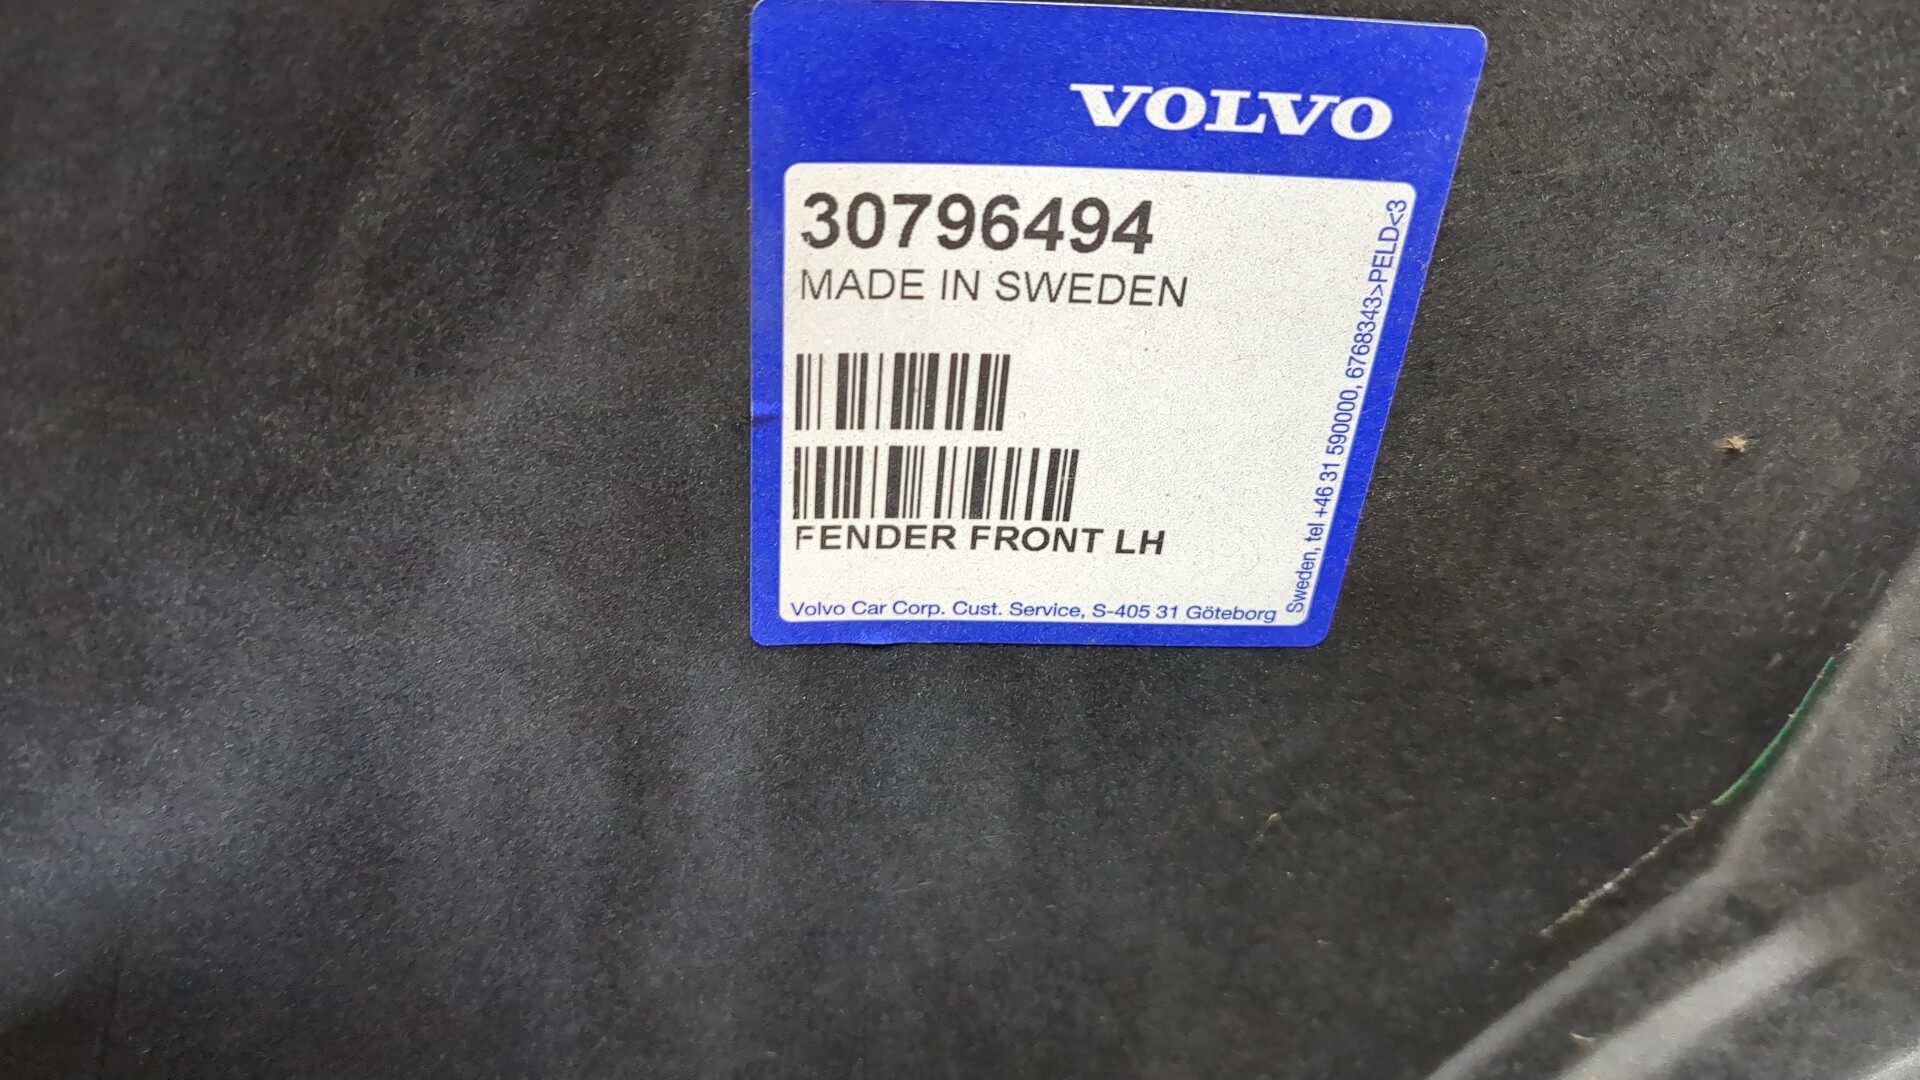 VOLVO
30796494
MADE IN SWEDEN
FENDER FRONT LH
Volvo Car Corp. Cust. Service, S-405 31 Göteborg
Sweden, tel +46 31 590000, 6768343>PELD<3